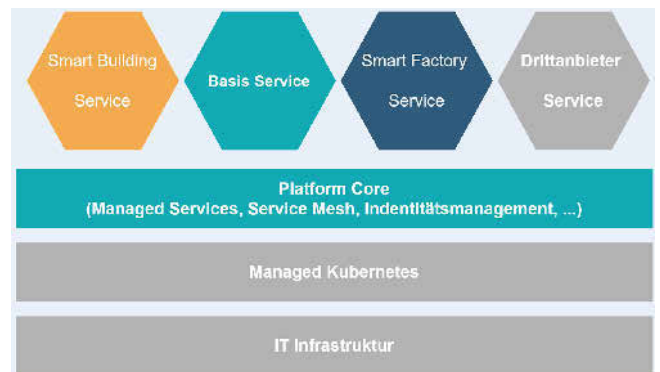 Smart Building
Service
Basis Service
Smart Factory
Service
Drittanbieter
Service
Platform Core
(Managed Services, Service Mesh, Indentitätsmanagement, ...)
Managed Kubernetes
IT Infrastruktur